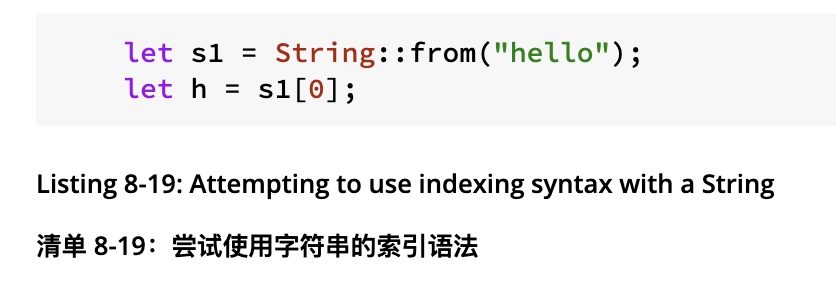 let s1 = String::from("hello");
let h = s1[0];
Listing 8-19: Attempting to use indexing syntax with a String
清单 8-19：尝试使用字符串的索引语法